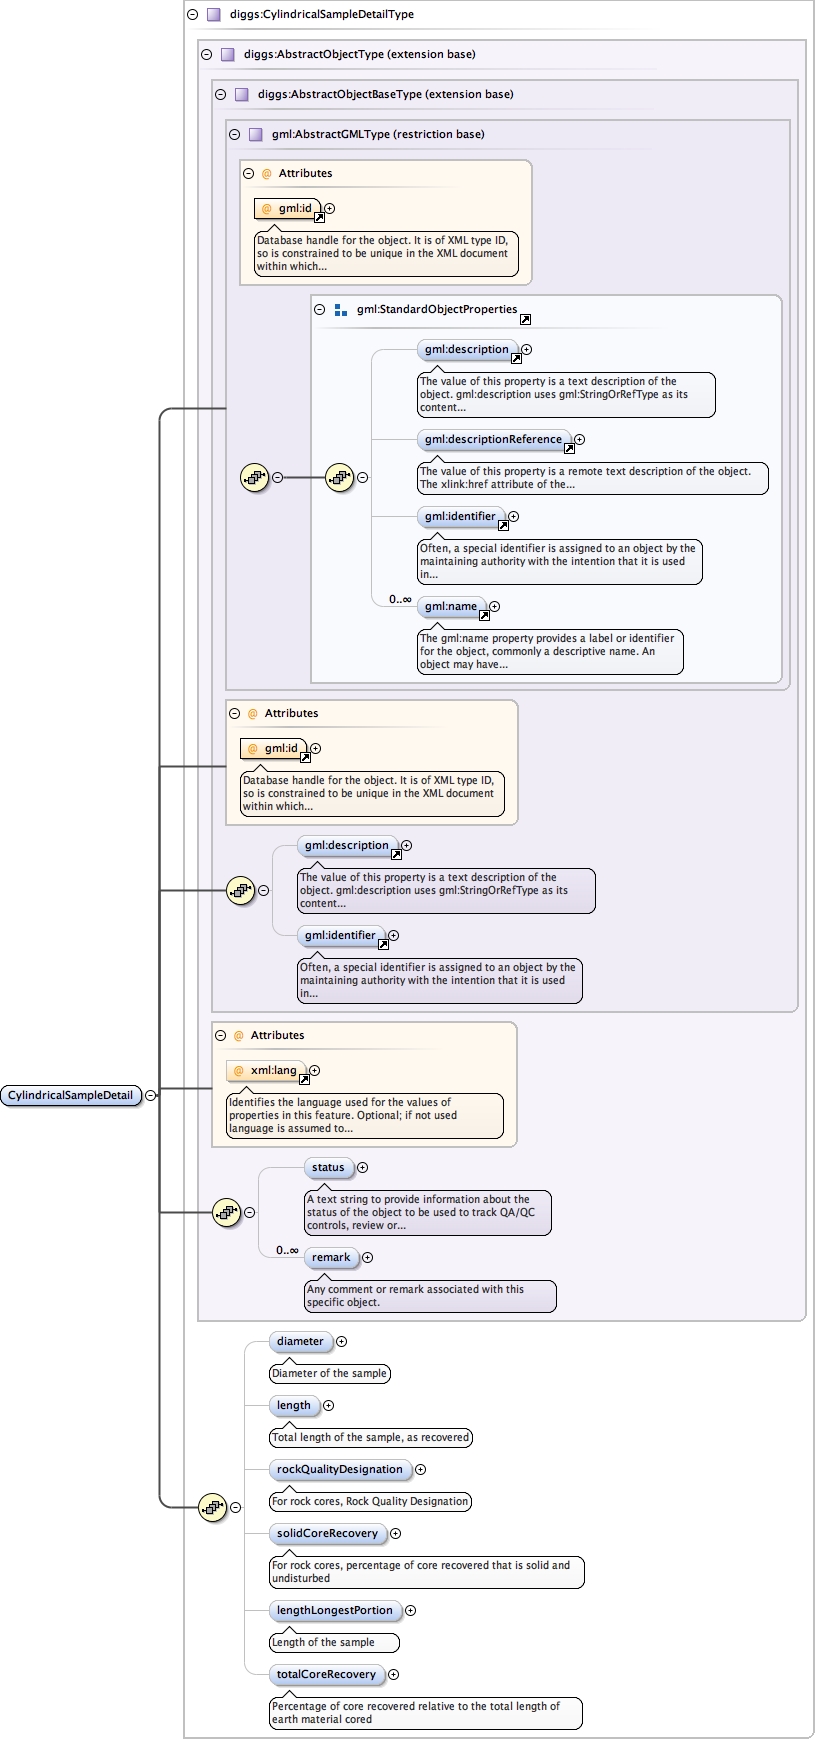 diggs:CylindricalSampleDetailType
diggs:AbstractObjectType (extension base)
diggs:AbstractObjectBaseType (extension base)
gml:AbstractGMLType (restriction base)
@ Attributes
@ gml:id
Database handle for the object. It is of XML type ID,
so is constrained to be unique in the XML document
within which...
gml:StandardObjectProperties
gml:description
The value of this property is a text description of the
object. gml:description uses gml:StringOrRefType as its
content...
gml:descriptionReference
The value of this property is a remote text description of the object.
The xlink:href attribute of the...
gml:identifier
Often, a special identifier is assigned to an object by the
maintaining authority with the intention that it is used
in...
0..∞
gml:name
The gml:name property provides a label or identifier
for the object, commonly a descriptive name. An
object may have...
@ Attributes
@ gml:id
Database handle for the object. It is of XML type ID,
so is constrained to be unique in the XML document
within which...
gml:description
The value of this property is a text description of the
object. gml:description uses gml:StringOrRefType as its
content...
gml:identifier
Often, a special identifier is assigned to an object by the
maintaining authority with the intention that it is used
in...
@ Attributes
@ xml:lang
Identifies the language used for the values of
properties in this feature. Optional; if not used
language is assumed to...
CylindricalSampleDetail
status
A text string to provide information about the
status of the object to be used to track QA/QC
controls, review or...
0..∞
remark
Any comment or remark associated with this
specific object.
diameter
Diameter of the sample
length
Total length of the sample, as recovered
rockQualityDesignation
For rock cores, Rock Quality Designation
solidCoreRecovery
For rock cores, percentage of core recovered that is solid and
undisturbed
lengthLongestPortion
Length of the sample
totalCoreRecovery
Percentage of core recovered relative to the total length of
earth material cored